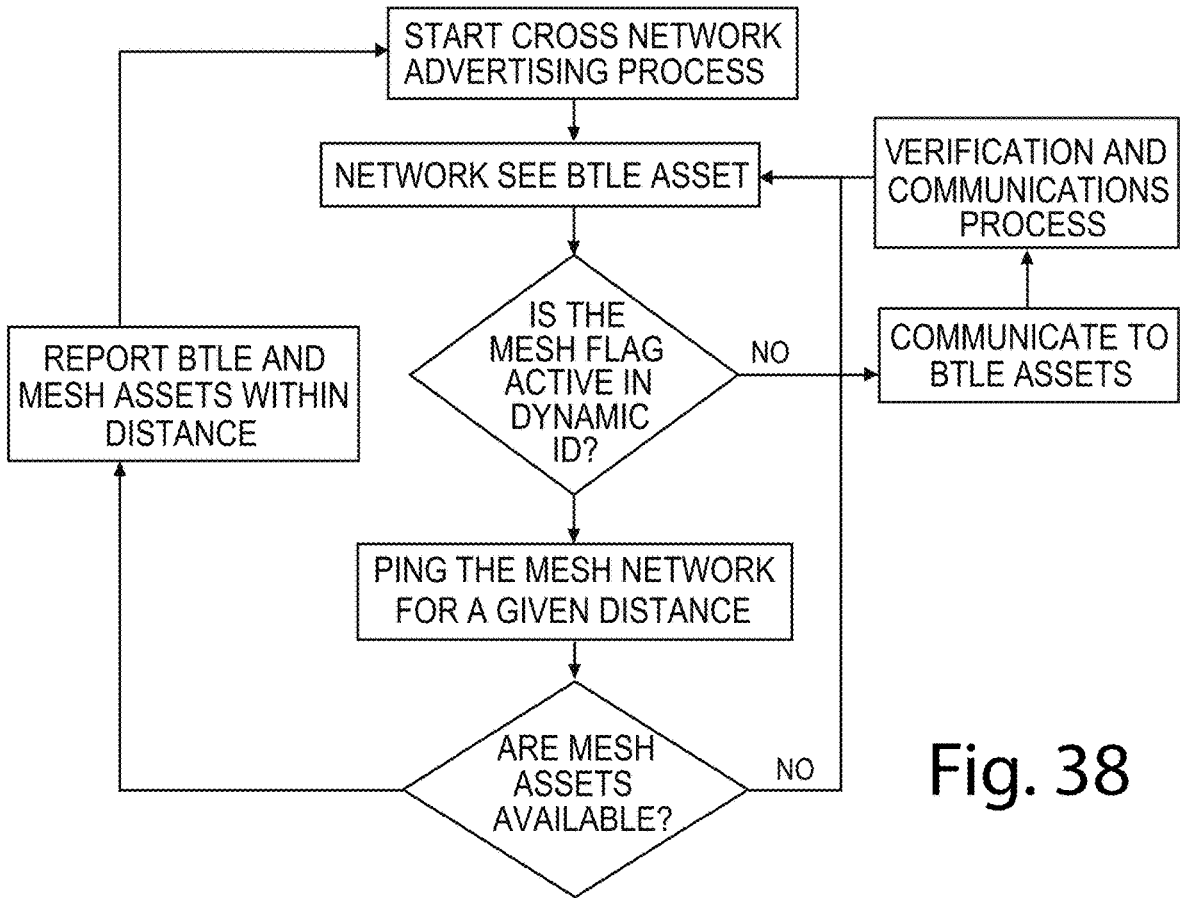 START CROSS NETWORK
ADVERTISING PROCESS
NETWORK SEE BTLE ASSET
VERIFICATION AND
COMMUNICATIONS
PROCESS
IS THE
MESH FLAG
ACTIVE IN
DYNAMIC
ID?
NO
COMMUNICATE TO
BTLE ASSETS
REPORT BTLE AND
MESH ASSETS WITHIN
DISTANCE
PING THE MESH NETWORK
FOR A GIVEN DISTANCE
ARE MESH
ASSETS
AVAILABLE?
NO
Fig. 38